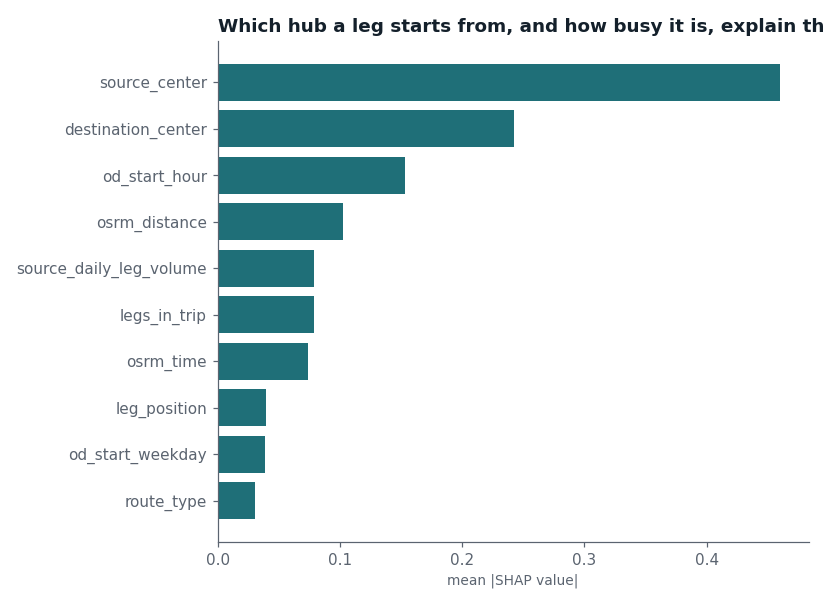 Which hub a leg starts from, and how busy it is, explain th
source_center
destination_center
od_start_hour
osrm_distance
source_daily_leg_volume
legs_in_trip
osrm_time
leg_position
od_start_weekday
route_type
0.0 0.1 0.2 0.3 0.4
mean |SHAP value|